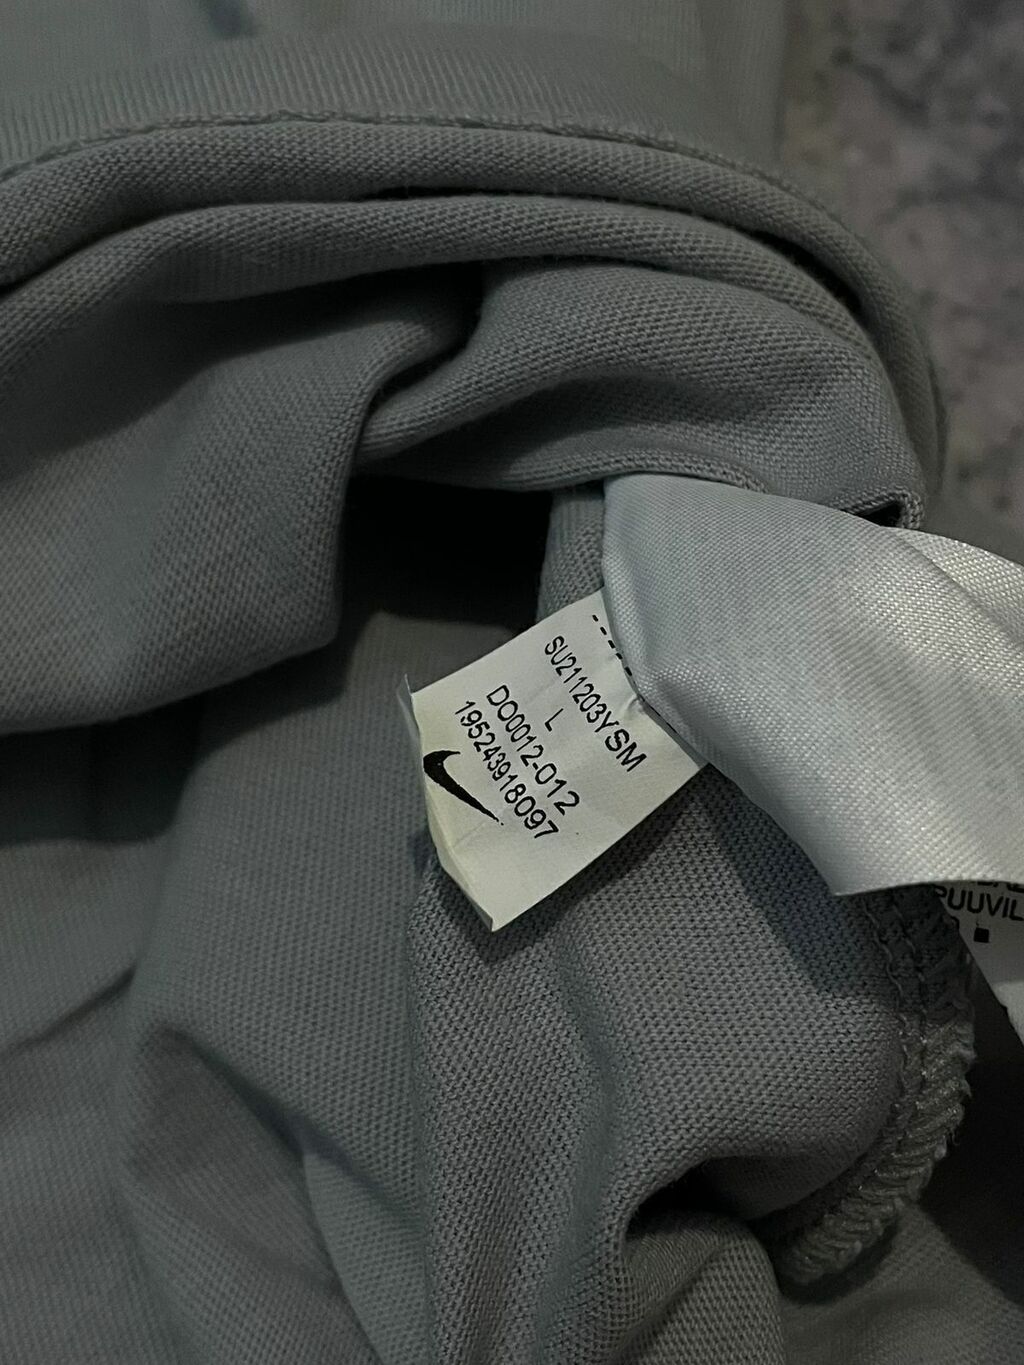 SU211203YSM
L
DO0012-012
195243918097
PUUVIL